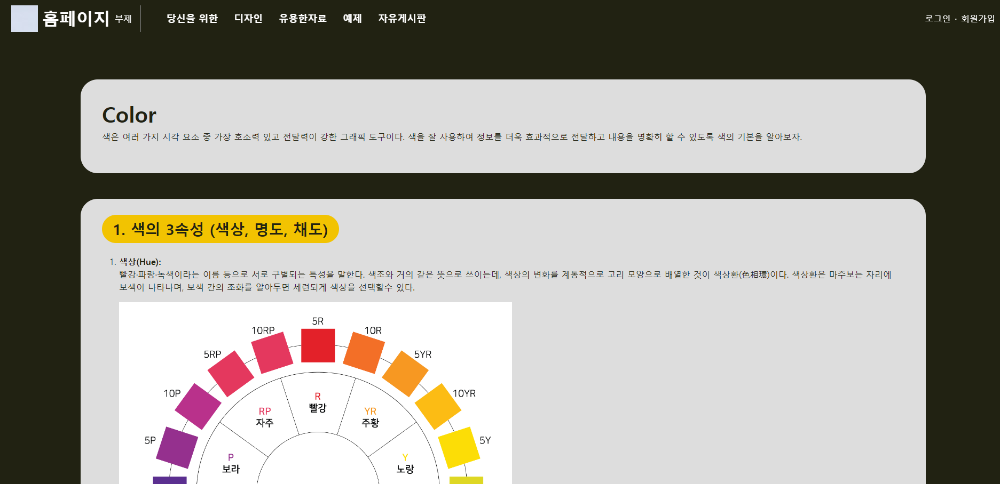 홈페이지 부제 당신을 위한 디자인 유용한자료 예제 자유게시판 로그인 · 회원가입
Color
색은 여러 가지 시각 요소 중 가장 호소력 있고 전달력이 강한 그래픽 도구이다. 색을 잘 사용하여 정보를 더욱 효과적으로 전달하고 내용을 명확히 할 수 있도록 색의 기본을 알아보자.
1. 색의 3속성 (색상, 명도, 채도)
1. 색상(Hue):
빨강·파랑·녹색이라는 이름 등으로 서로 구별되는 특성을 말한다. 색조와 거의 같은 뜻으로 쓰이는데, 색상의 변화를 계통적으로 고리 모양으로 배열한 것이 색상환(色相環)이다. 색상환은 마주보는 자리에
보색이 나타나며, 보색 간의 조화를 알아두면 세련되게 색상을 선택할수 있다.
5R
10RP
10R
5RP
5YR
10P
10YR
R
빨강
RP
자주
YR
주황
5P
5Y
P
보라
Y
노랑